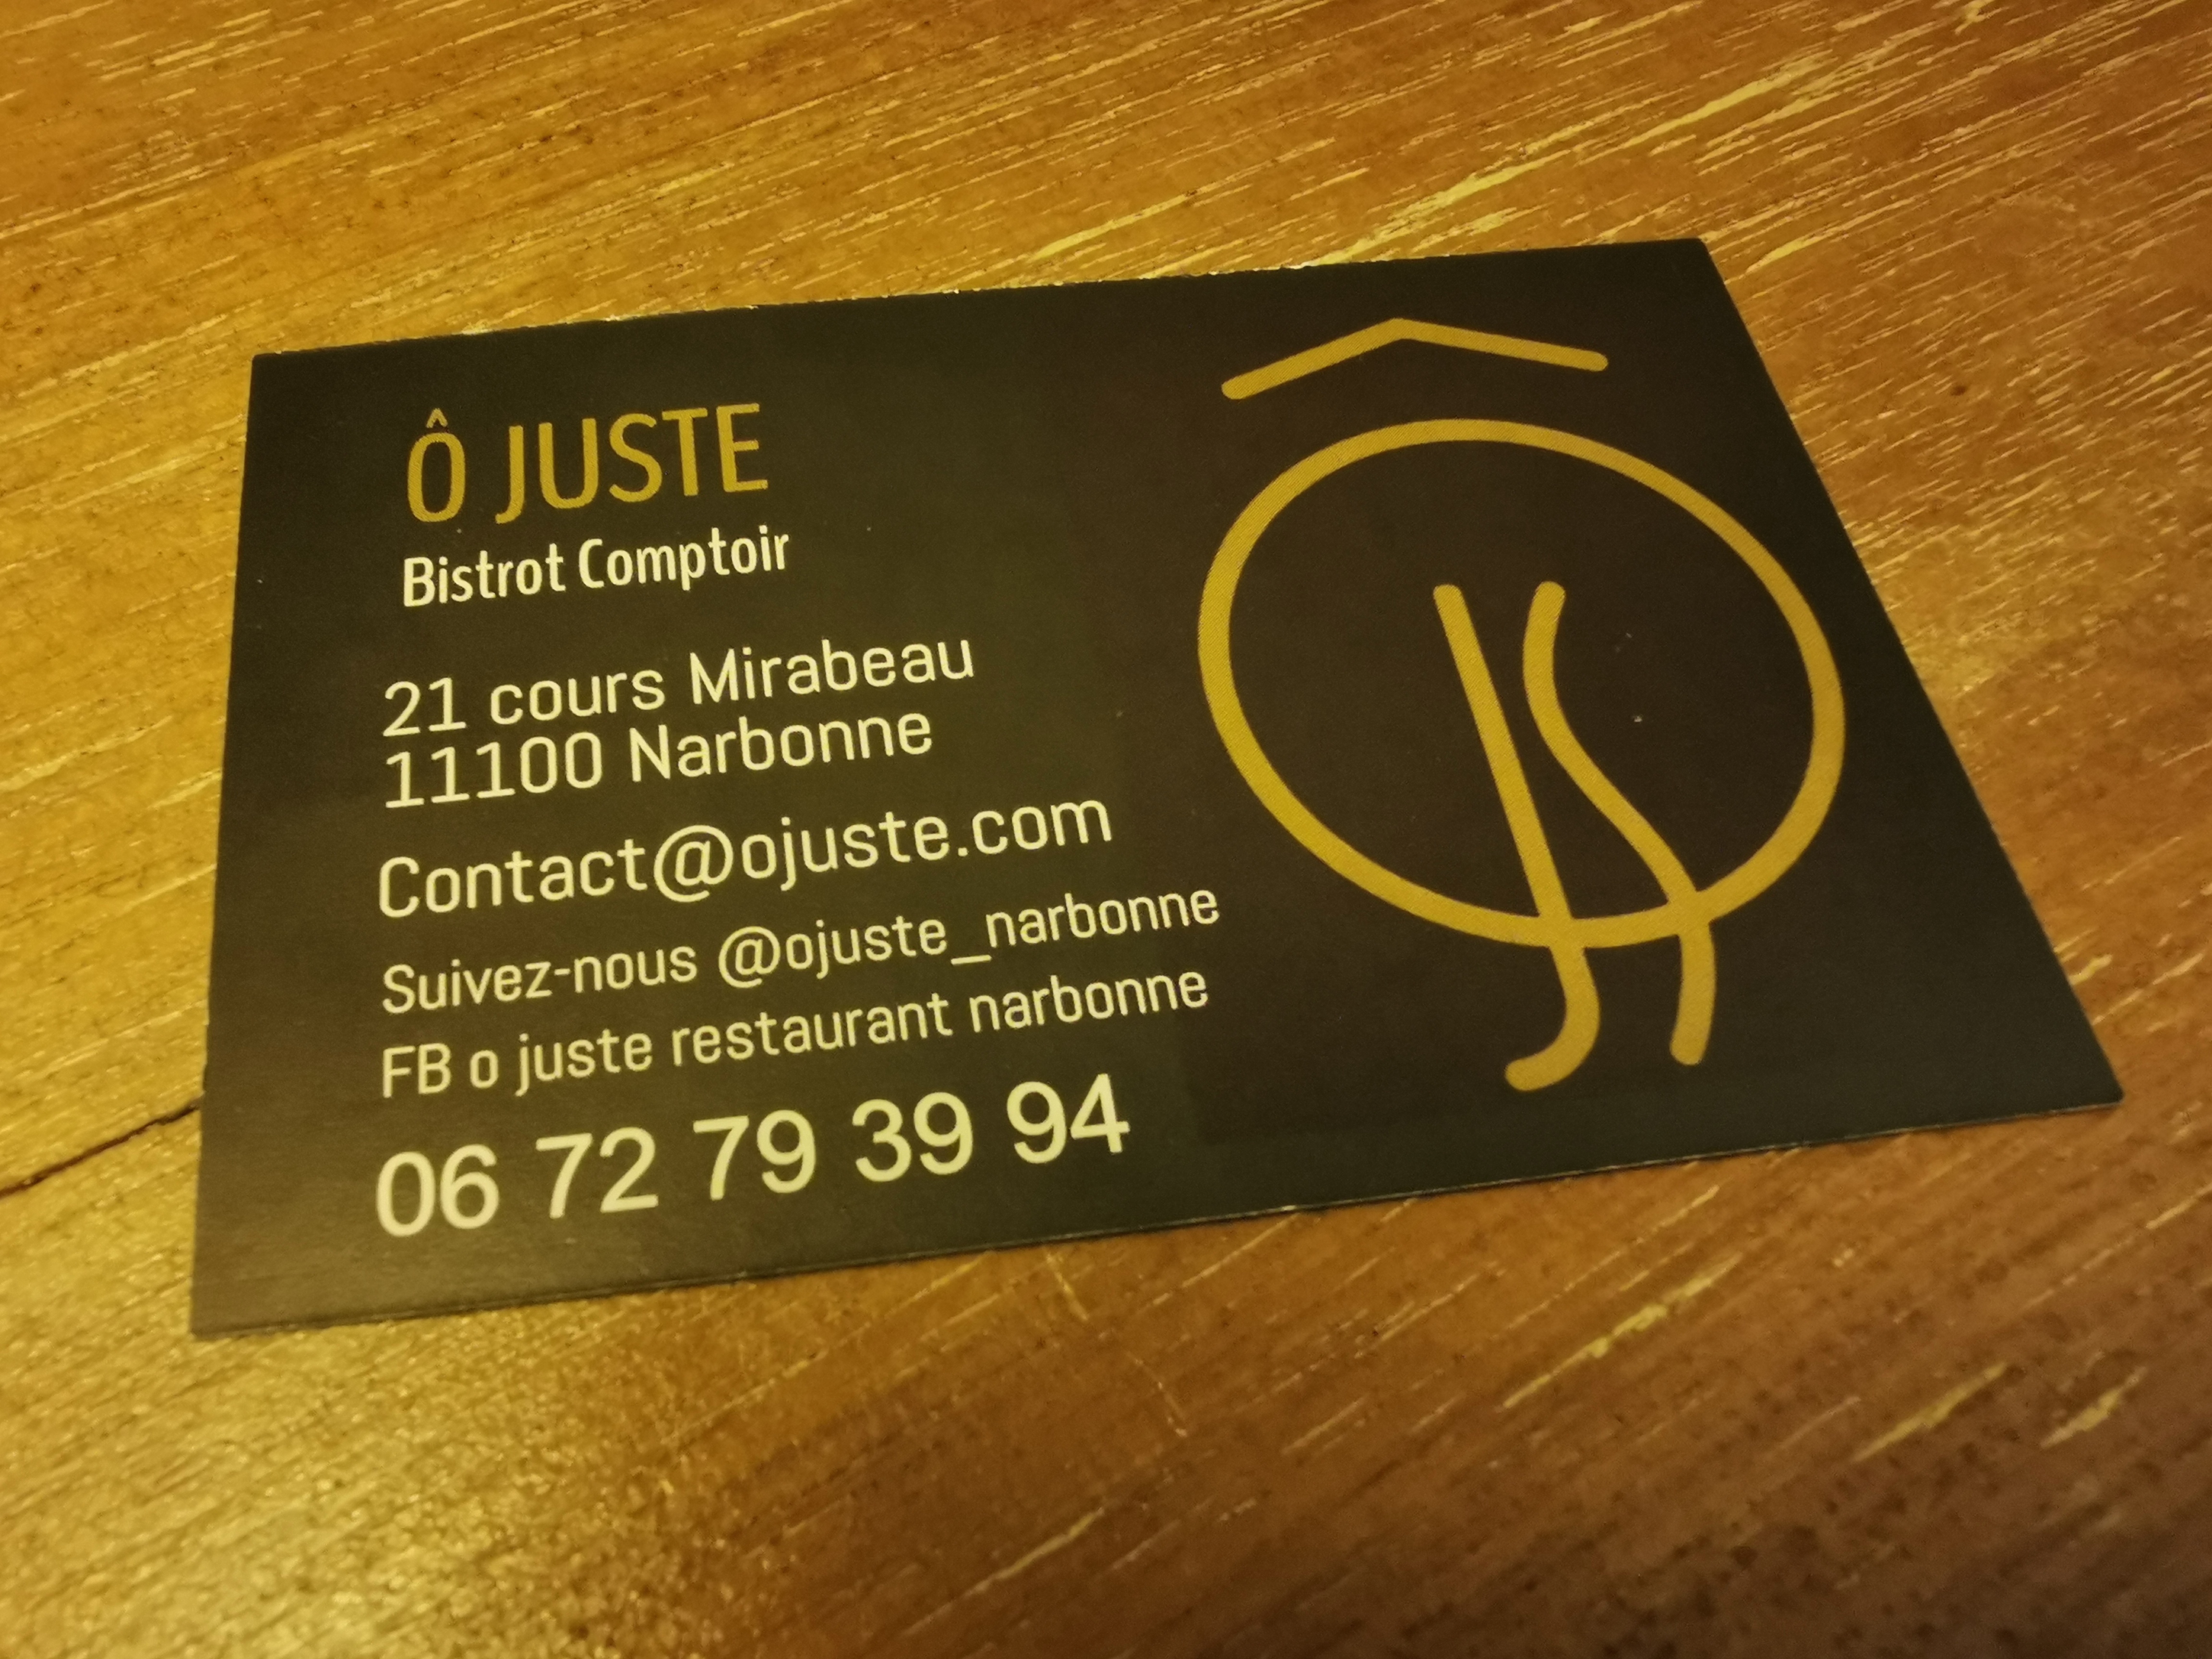 Ô JUSTE
Bistrot Comptoir
21 cours Mirabeau
11100 Narbonne
Contact@ojuste.com
Suivez-nous @ojuste_narbonne
FB o juste restaurant narbonne
06 72 79 39 94